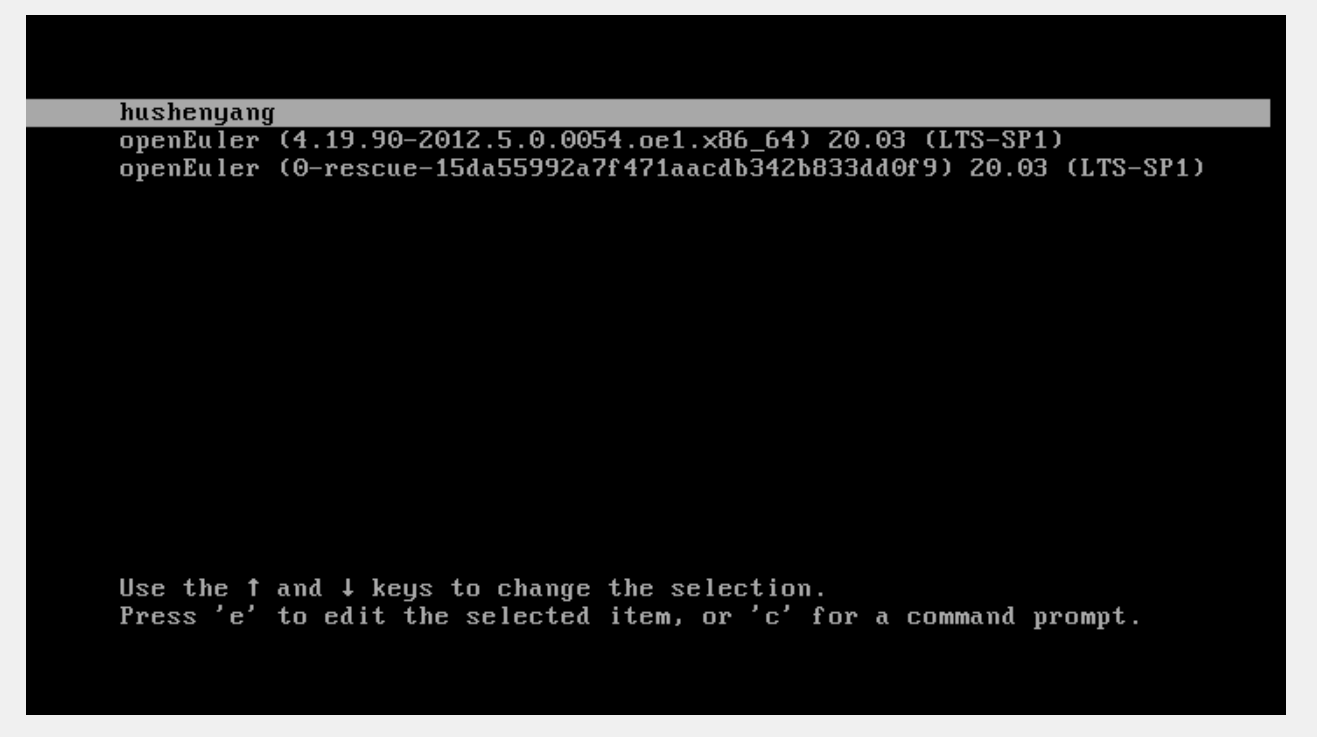 hushenyang
openEuler (4.19.90-2012.5.0.0054.oe1.x86_64) 20.03 (LTS-SP1)
openEuler (0-rescue-15da55992a7f471aacdb342b833dd0f9) 20.03 (LTS-SP1)
Use the ↑ and ↓ keys to change the selection.
Press 'e' to edit the selected item, or 'c' for a command prompt.